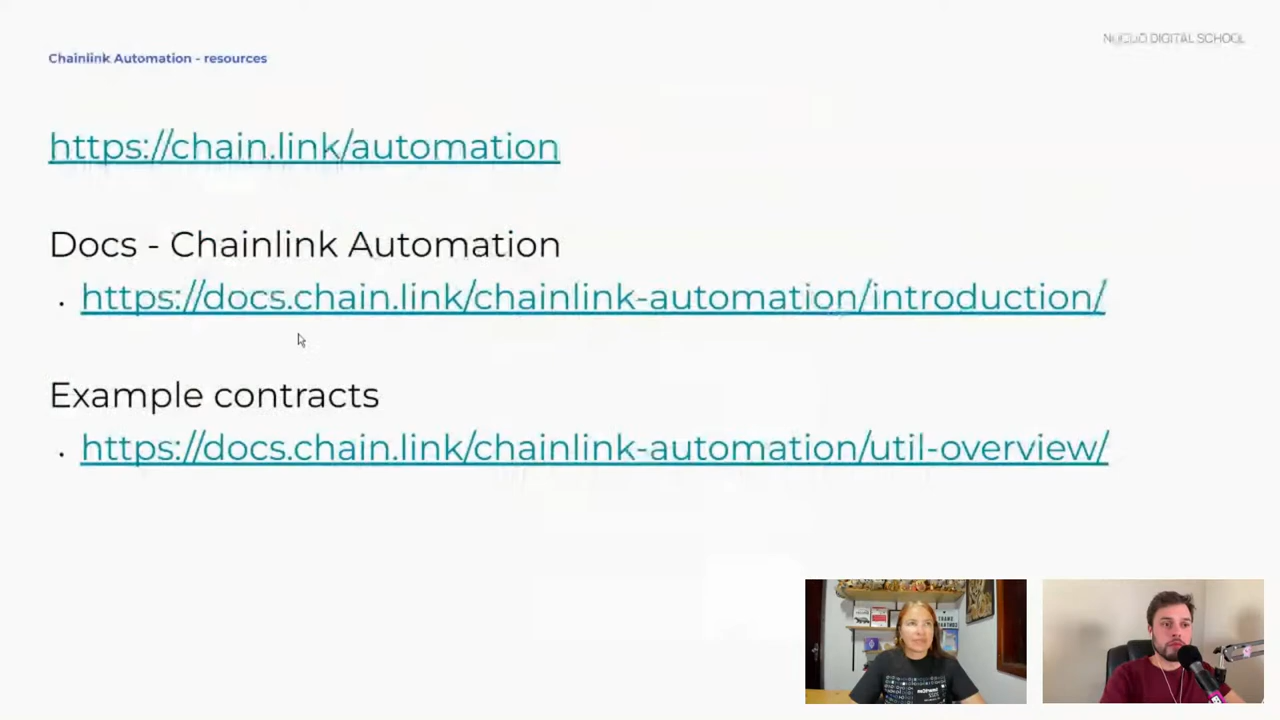 Chainlink Automation - resources
NUCLIO DIGITAL SCHOOL
https://chain.link/automation
Docs - Chainlink Automation
• https://docs.chain.link/chainlink-automation/introduction/
Example contracts
• https://docs.chain.link/chainlink-automation/util-overview/